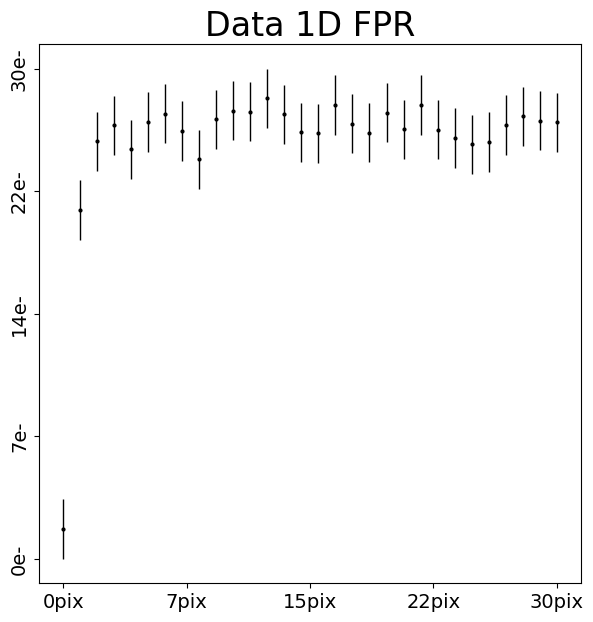 Data 1D FPR
30e-
22e-
14e-
7e-
0e-
0pix 7pix 15pix 22pix 30pix